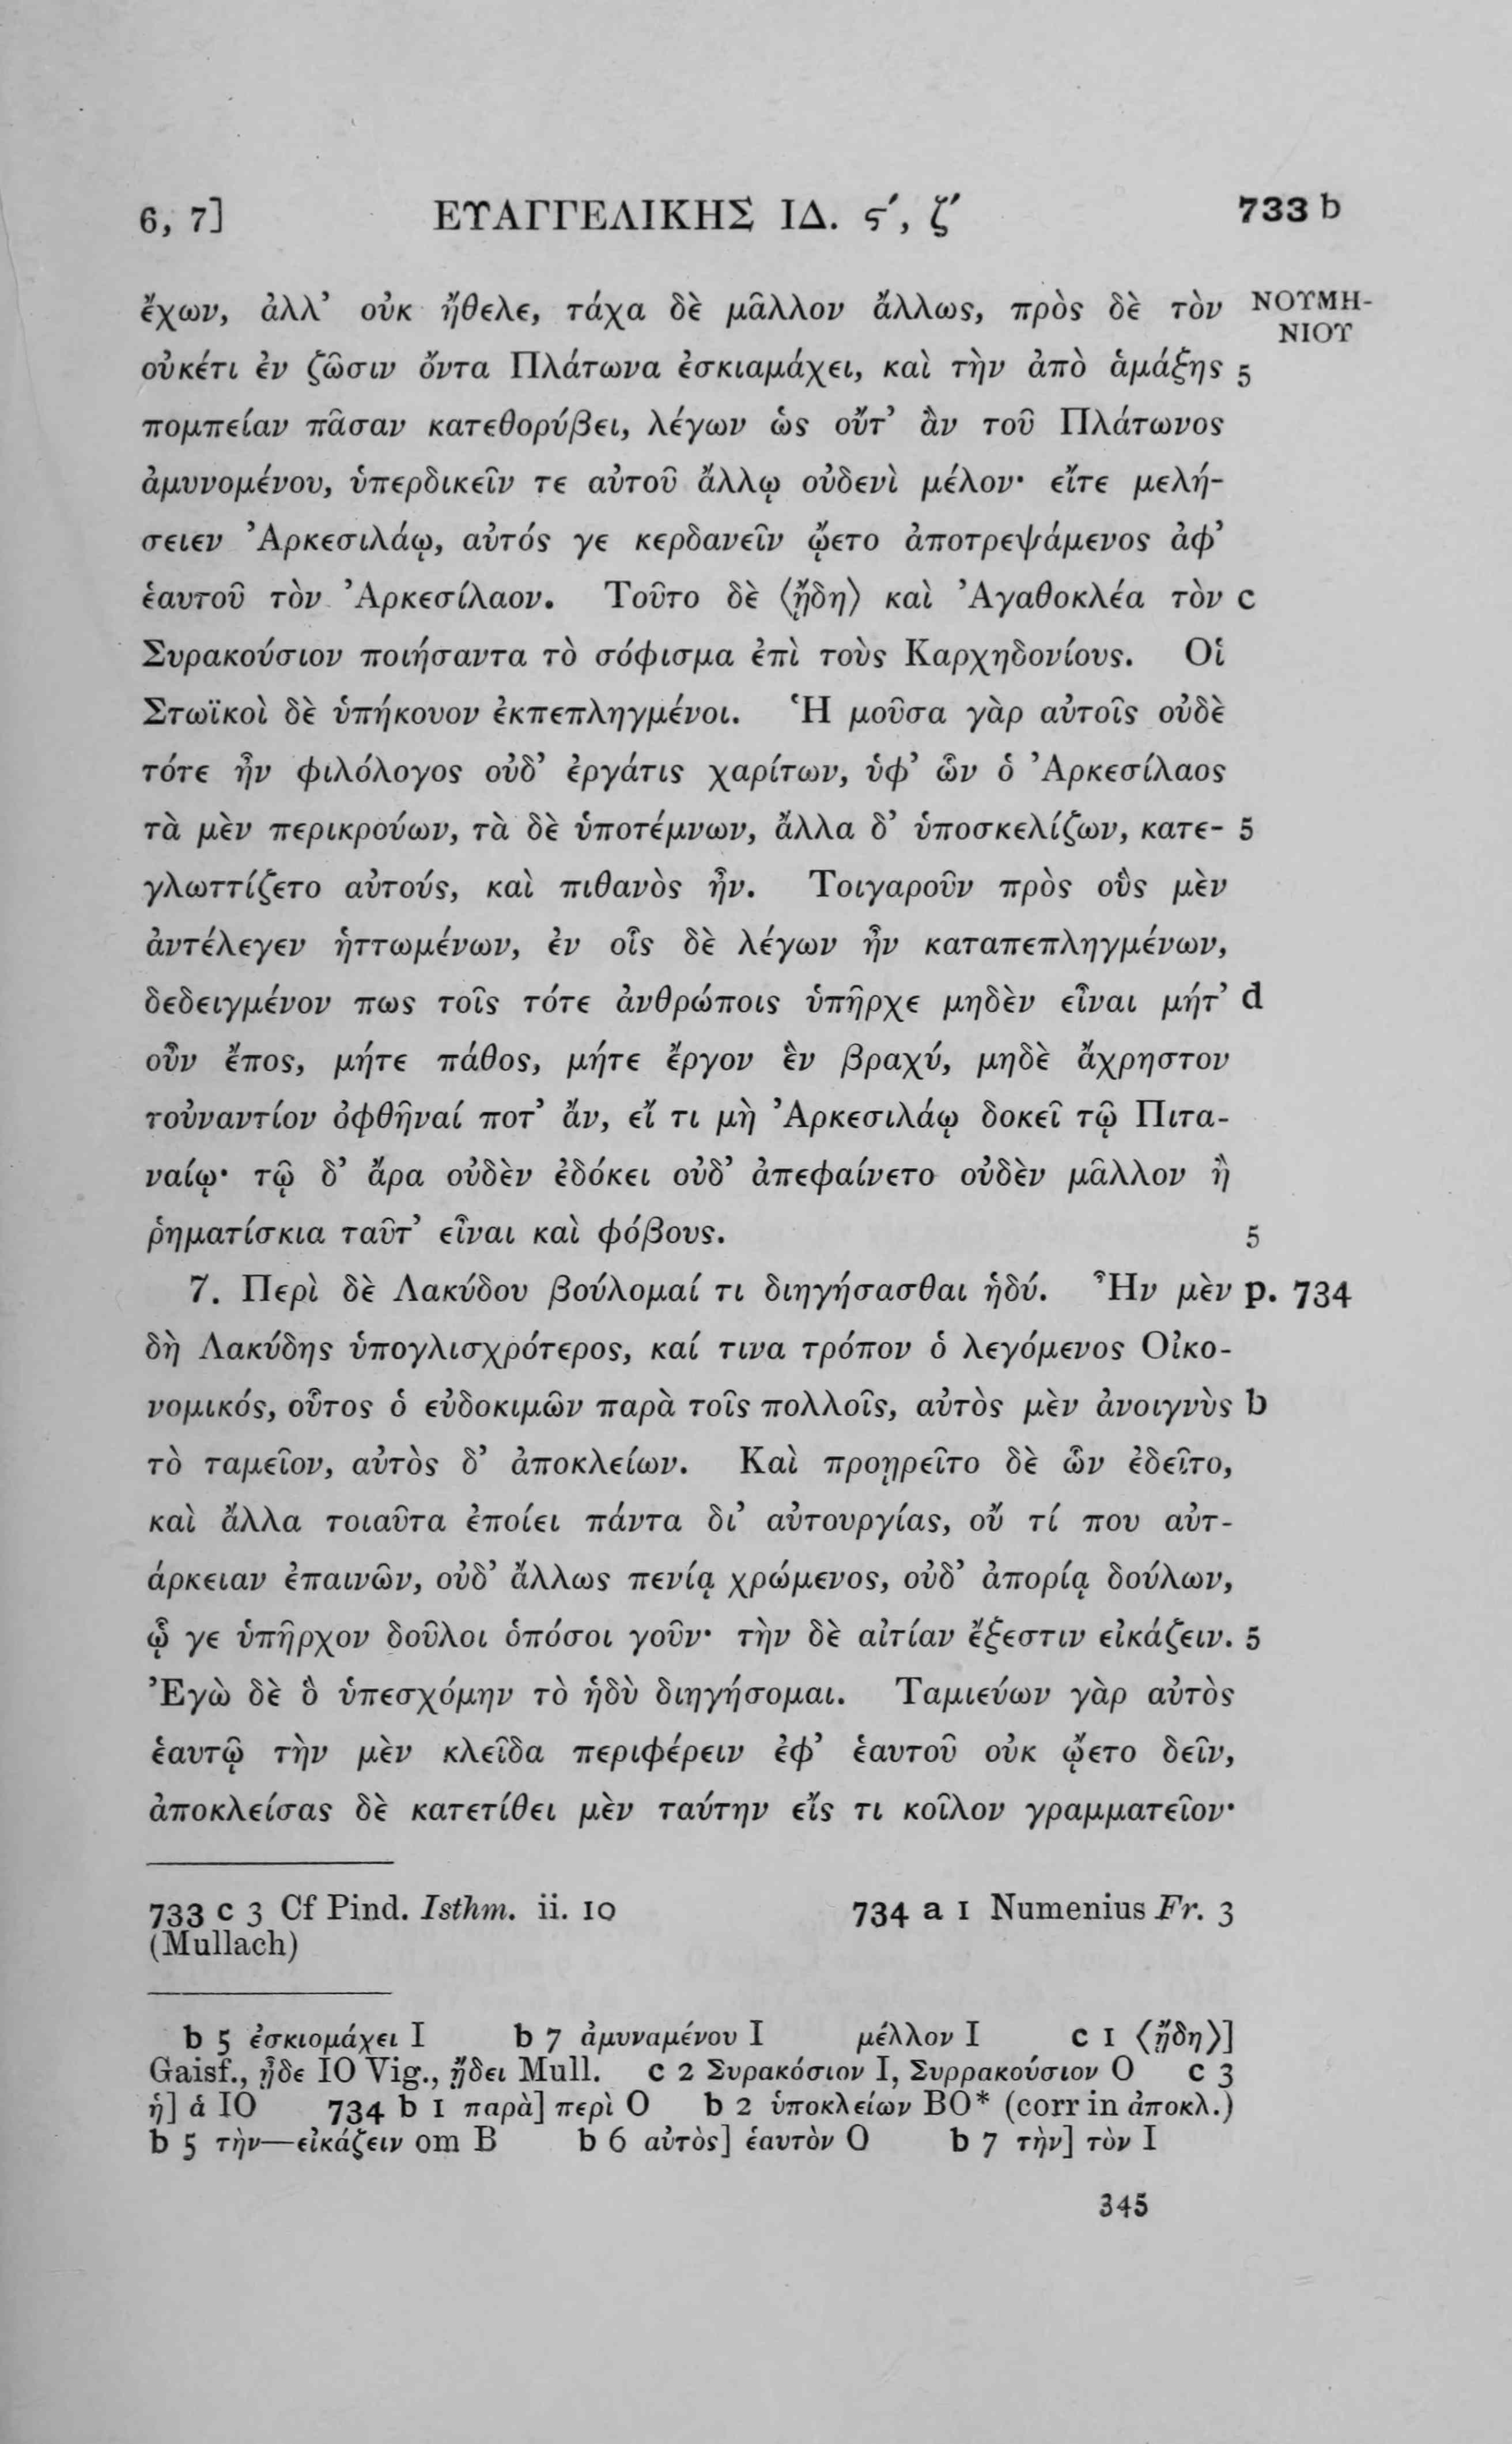 6, 7] ΕΥΑΓΓΕΛΙΚΗΣ ΙΔ. ϛ΄, ζ΄ 733 b
ἔχων, ἀλλ’ οὐκ ἤθελε, τάχα δὲ μᾶλλον ἄλλως, πρὸς δὲ τὸν ΝΟΥΜΗ-
ΝΙΟΥ
οὐκέτι ἐν ζῶσιν ὄντα Πλάτωνα ἐσκιαμάχει, καὶ τὴν ἀπὸ ἁμάξης 5
πομπείαν πᾶσαν κατεθορύβει, λέγων ὡς οὔτ’ ἂν τοῦ Πλάτωνος
ἀμυνομένου, ὑπερδικεῖν τε αὐτοῦ ἄλλῳ οὐδενὶ μέλον· εἴτε μελή-
σειεν Ἀρκεσιλάῳ, αὐτός γε κερδανεῖν ᾤετο ἀποτρεψάμενος ἀφ’
ἑαυτοῦ τὸν Ἀρκεσίλαον. Τοῦτο δὲ ⟨ᾔδη⟩ καὶ Ἀγαθοκλέα τὸν c
Συρακούσιον ποιήσαντα τὸ σόφισμα ἐπὶ τοὺς Καρχηδονίους. Οἱ
Στωϊκοὶ δὲ ὑπήκουον ἐκπεπληγμένοι. Ἡ μοῦσα γὰρ αὐτοῖς οὐδὲ
τότε ἦν φιλόλογος οὐδ’ ἐργάτις χαρίτων, ὑφ’ ὧν ὁ Ἀρκεσίλαος
τὰ μὲν περικρούων, τὰ δὲ ὑποτέμνων, ἄλλα δ’ ὑποσκελίζων, κατε- 5
γλωττίζετο αὐτούς, καὶ πιθανὸς ἦν. Τοιγαροῦν πρὸς οὓς μὲν
ἀντέλεγεν ἡττωμένων, ἐν οἷς δὲ λέγων ἦν καταπεπληγμένων,
δεδειγμένον πως τοῖς τότε ἀνθρώποις ὑπῆρχε μηδὲν εἶναι μήτ’ d
οὖν ἔπος, μήτε πάθος, μήτε ἔργον ἓν βραχύ, μηδὲ ἄχρηστον
τοὐναντίον ὀφθῆναί ποτ’ ἄν, εἴ τι μὴ Ἀρκεσιλάῳ δοκεῖ τῷ Πιτα-
ναίῳ· τῷ δ’ ἄρα οὐδὲν ἐδόκει οὐδ’ ἀπεφαίνετο οὐδὲν μᾶλλον ἢ
ῥηματίσκια ταῦτ’ εἶναι καὶ φόβους. 5
7. Περὶ δὲ Λακύδου βούλομαί τι διηγήσασθαι ἡδύ. Ἦν μὲν p. 734
δὴ Λακύδης ὑπογλισχρότερος, καί τινα τρόπον ὁ λεγόμενος Οἰκο-
νομικός, οὗτος ὁ εὐδοκιμῶν παρὰ τοῖς πολλοῖς, αὐτὸς μὲν ἀνοιγνὺς b
τὸ ταμεῖον, αὐτὸς δ’ ἀποκλείων. Καὶ προῃρεῖτο δὲ ὧν ἐδεῖτο,
καὶ ἄλλα τοιαῦτα ἐποίει πάντα δι’ αὐτουργίας, οὔ τί που αὐτ-
άρκειαν ἐπαινῶν, οὐδ’ ἄλλως πενίᾳ χρώμενος, οὐδ’ ἀπορίᾳ δούλων,
ᾧ γε ὑπῆρχον δοῦλοι ὁπόσοι γοῦν· τὴν δὲ αἰτίαν ἔξεστιν εἰκάζειν. 5
Ἐγὼ δὲ ὃ ὑπεσχόμην τὸ ἡδὺ διηγήσομαι. Ταμιεύων γὰρ αὐτὸς
ἑαυτῷ τὴν μὲν κλεῖδα περιφέρειν ἐφ’ ἑαυτοῦ οὐκ ᾤετο δεῖν,
ἀποκλείσας δὲ κατετίθει μὲν ταύτην εἴς τι κοῖλον γραμματεῖον·
733 c 3 Cf Pind. Isthm. ii. 10 734 a 1 Numenius Fr. 3
(Mullach)
b 5 ἐσκιομάχει I b 7 ἀμυναμένου I μέλλον I c 1 ⟨ᾔδη⟩]
Gaisf., ᾖδε IO Vig., ᾔδει Mull. c 2 Συρακόσιον I, Συρρακούσιον O c 3
ἡ] ἁ IO 734 b 1 παρὰ] περὶ O b 2 ὑποκλείων BO* (corr in ἀποκλ.)
b 5 τὴν—εἰκάζειν om B b 6 αὐτὸς] ἑαυτὸν O b 7 τὴν] τὸν I
345